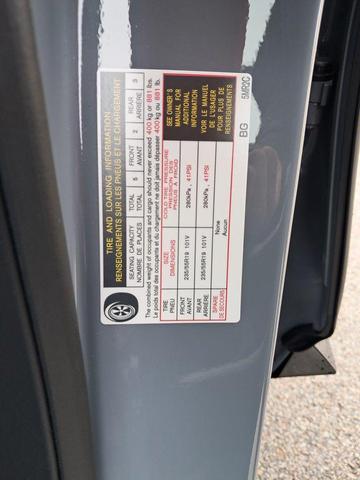 TIRE AND LOADING INFORMATION
RENSEIGNEMENTS SUR LES PNEUS ET LE CHARGEMENT
SEATING CAPACITY TOTAL 5 FRONT 2 REAR 3
NOMBRE DE PLACES TOTAL AVANT ARRIÈRE
The combined weight of occupants and cargo should never exceed 400 kg or 881 lbs.
Le poids total des occupants et du chargement ne doit jamais dépasser 400 kg ou 881 lb.
TIRE SIZE COLD TIRE PRESSURE
PNEU DIMENSIONS PRESSION DES PNEUS À FROID
FRONT 235/55R19 101V 280kPa, 41PSI
AVANT
REAR 235/55R19 101V 280kPa, 41PSI
ARRIÈRE
SPARE None
DE SECOURS Aucun
SEE OWNER'S
MANUAL FOR
ADDITIONAL
INFORMATION
VOIR LE MANUEL
DE L'USAGER
POUR PLUS DE
RENSEIGNEMENTS
BG
5MR2C